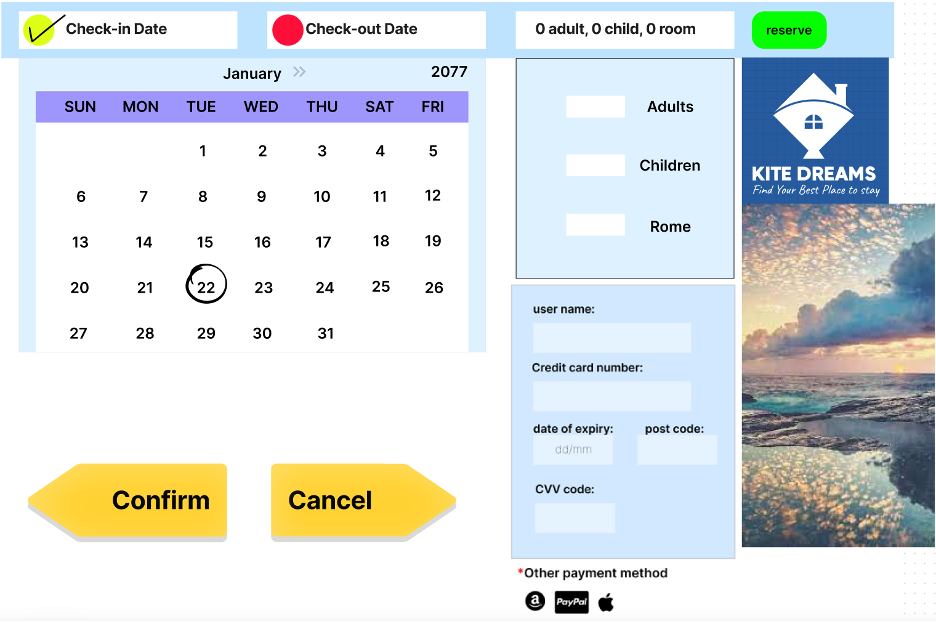 Check-in Date
Check-out Date
0 adult, 0 child, 0 room
reserve
January >> 2077
SUN MON TUE WED THU SAT FRI
1 2 3 4 5
6 7 8 9 10 11 12
13 14 15 16 17 18 19
20 21 22 23 24 25 26
27 28 29 30 31
Confirm
Cancel
Adults
Children
Rome
user name:
Credit card number:
date of expiry: post code:
dd/mm
CVV code:
*Other payment method
a PayPal
KITE DREAMS
Find Your Best Place to stay